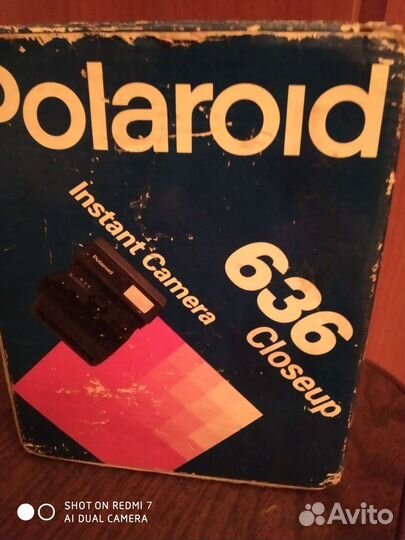 Polaroid
Instant Camera
636
Closeup
Polaroid
SHOT ON REDMI 7
AI DUAL CAMERA
Avito